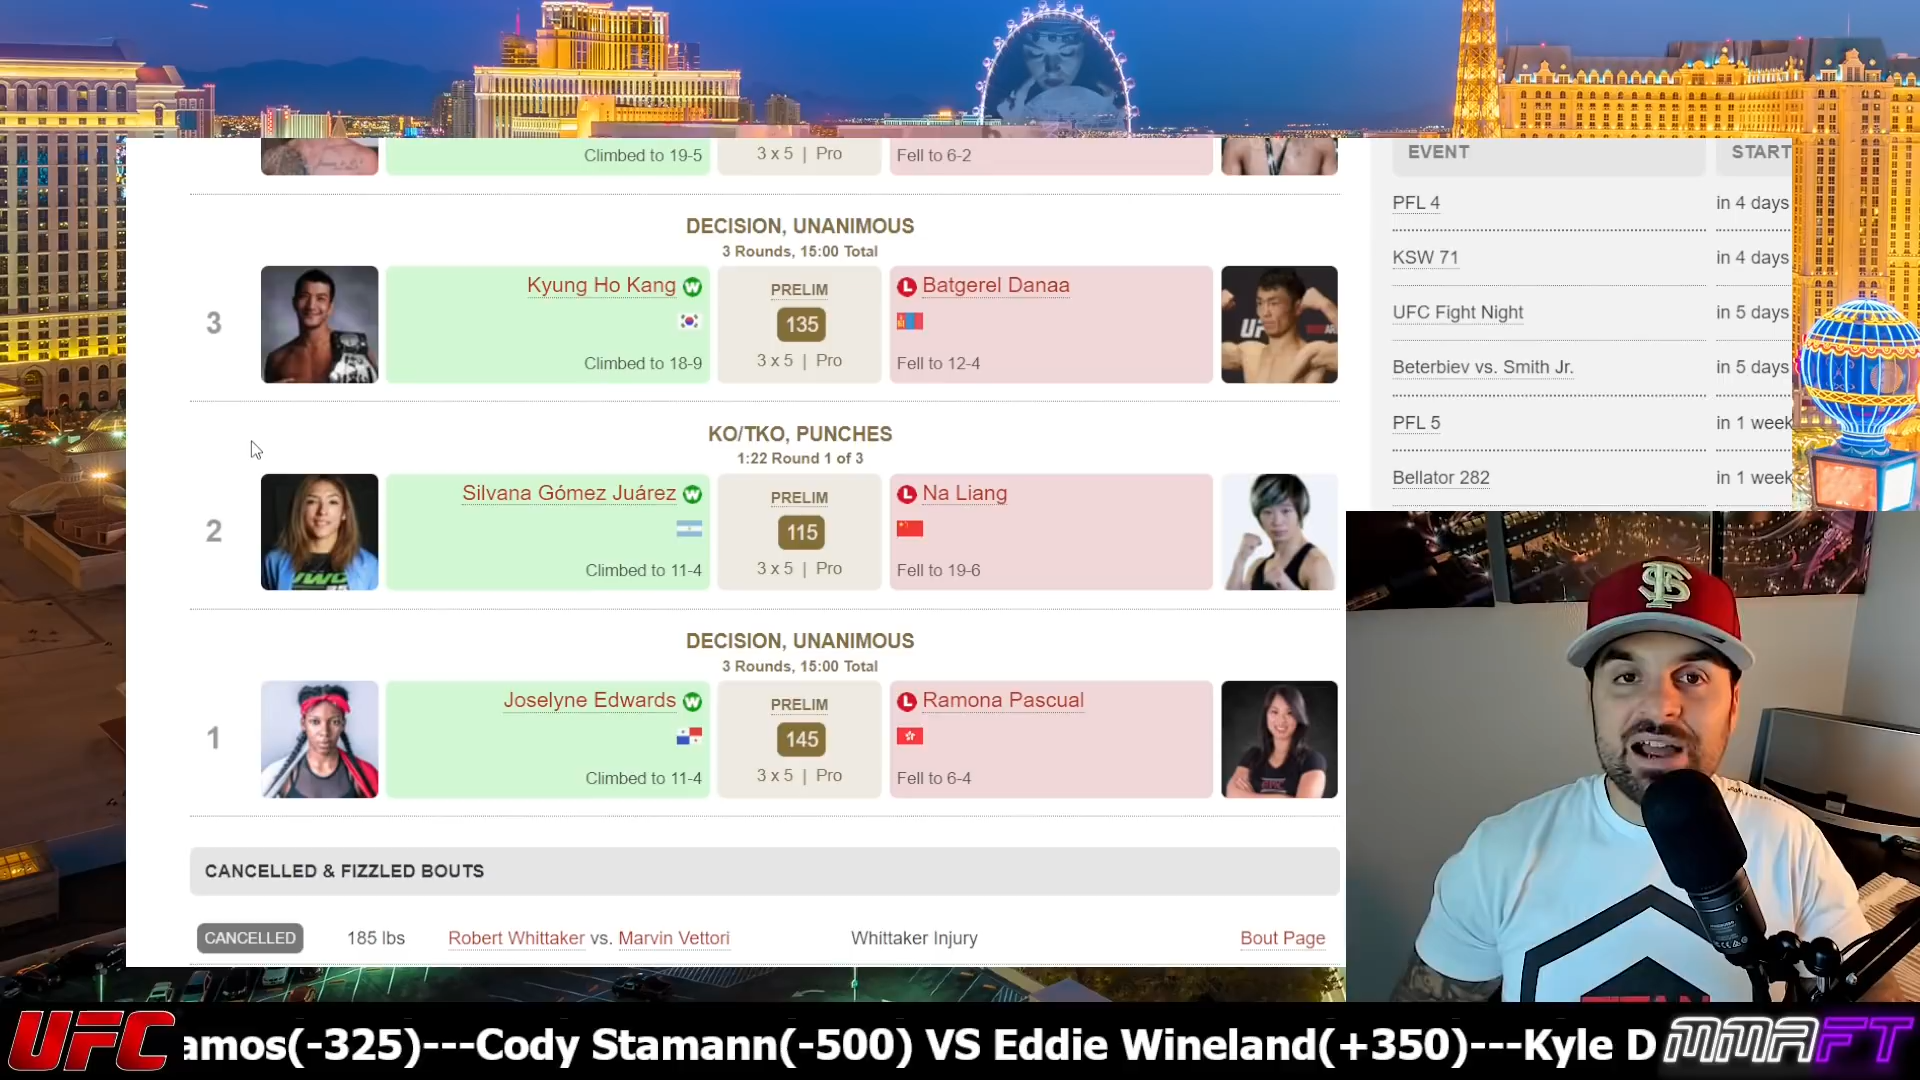 Climbed to 19-5
3 x 5 | Pro
Fell to 6-2
DECISION, UNANIMOUS
3 Rounds, 15:00 Total
3
Kyung Ho Kang W
Climbed to 18-9
PRELIM
135
3 x 5 | Pro
L Batgerel Danaa
Fell to 12-4
UF
KO/TKO, PUNCHES
1:22 Round 1 of 3
2
Silvana Gómez Juárez W
Climbed to 11-4
PRELIM
115
3 x 5 | Pro
L Na Liang
Fell to 19-6
DECISION, UNANIMOUS
3 Rounds, 15:00 Total
1
Joselyne Edwards W
Climbed to 11-4
PRELIM
145
3 x 5 | Pro
L Ramona Pascual
Fell to 6-4
CANCELLED & FIZZLED BOUTS
CANCELLED 185 lbs Robert Whittaker vs. Marvin Vettori Whittaker Injury Bout Page
EVENT START
PFL 4 in 4 days
KSW 71 in 4 days
UFC Fight Night in 5 days
Beterbiev vs. Smith Jr. in 5 days
PFL 5 in 1 week
Bellator 282 in 1 week
UFC amos(-325)---Cody Stamann(-500) VS Eddie Wineland(+350)---Kyle D MMAFT